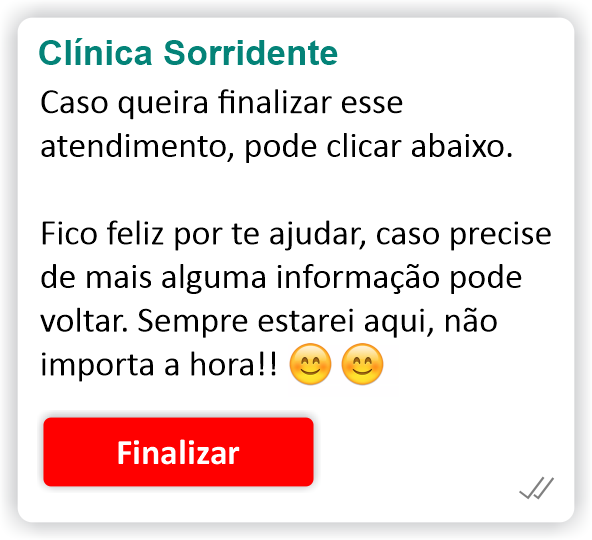 Clínica Sorridente
Caso queira finalizar esse
atendimento, pode clicar abaixo.
Fico feliz por te ajudar, caso precise
de mais alguma informação pode
voltar. Sempre estarei aqui, não
importa a hora!! 😊 😊
Finalizar